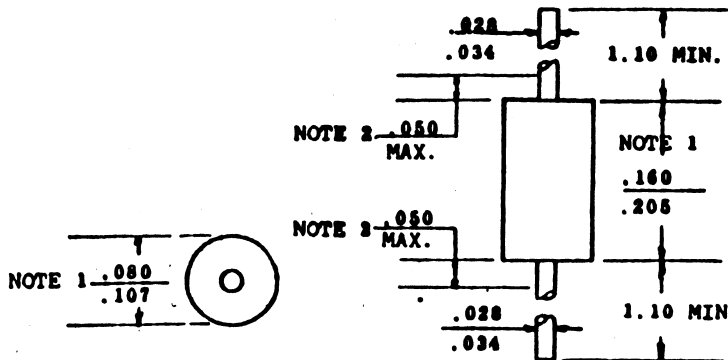 .028
.034
1.10 MIN.
NOTE 2 .050
MAX.
NOTE 1
.160
.205
NOTE 2 .050
MAX.
NOTE 1 .080
.107
1.10 MIN
.028
.034